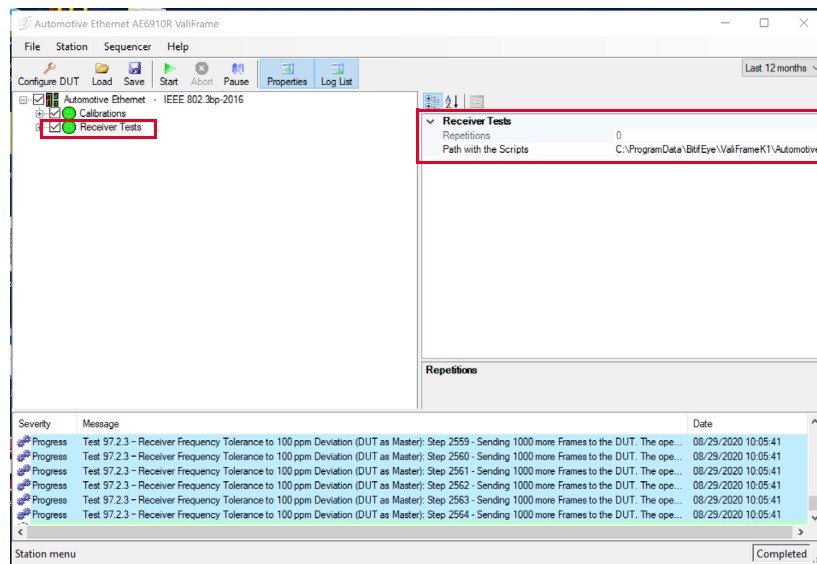 Automotive Ethernet AE6910R ValiFrame
File Station Sequencer Help
Configure DUT Load Save Start Abort Pause Properties Log List
Last 12 months
Automotive Ethernet - IEEE 802.3bp-2016
Calibrations
Receiver Tests
Receiver Tests
Repetitions 0
Path with the Scripts C:\ProgramData\BitifEye\ValiFrameK1\Automotive
Repetitions
Severity Message Date
Progress Test 97.2.3 – Receiver Frequency Tolerance to 100 ppm Deviation (DUT as Master): Step 2559 - Sending 1000 more Frames to the DUT. The ope... 08/29/2020 10:05:41
Progress Test 97.2.3 – Receiver Frequency Tolerance to 100 ppm Deviation (DUT as Master): Step 2560 - Sending 1000 more Frames to the DUT. The ope... 08/29/2020 10:05:41
Progress Test 97.2.3 – Receiver Frequency Tolerance to 100 ppm Deviation (DUT as Master): Step 2561 - Sending 1000 more Frames to the DUT. The ope... 08/29/2020 10:05:41
Progress Test 97.2.3 – Receiver Frequency Tolerance to 100 ppm Deviation (DUT as Master): Step 2562 - Sending 1000 more Frames to the DUT. The ope... 08/29/2020 10:05:41
Progress Test 97.2.3 – Receiver Frequency Tolerance to 100 ppm Deviation (DUT as Master): Step 2563 - Sending 1000 more Frames to the DUT. The ope... 08/29/2020 10:05:41
Progress Test 97.2.3 – Receiver Frequency Tolerance to 100 ppm Deviation (DUT as Master): Step 2564 - Sending 1000 more Frames to the DUT. The ope... 08/29/2020 10:05:41
Station menu Completed